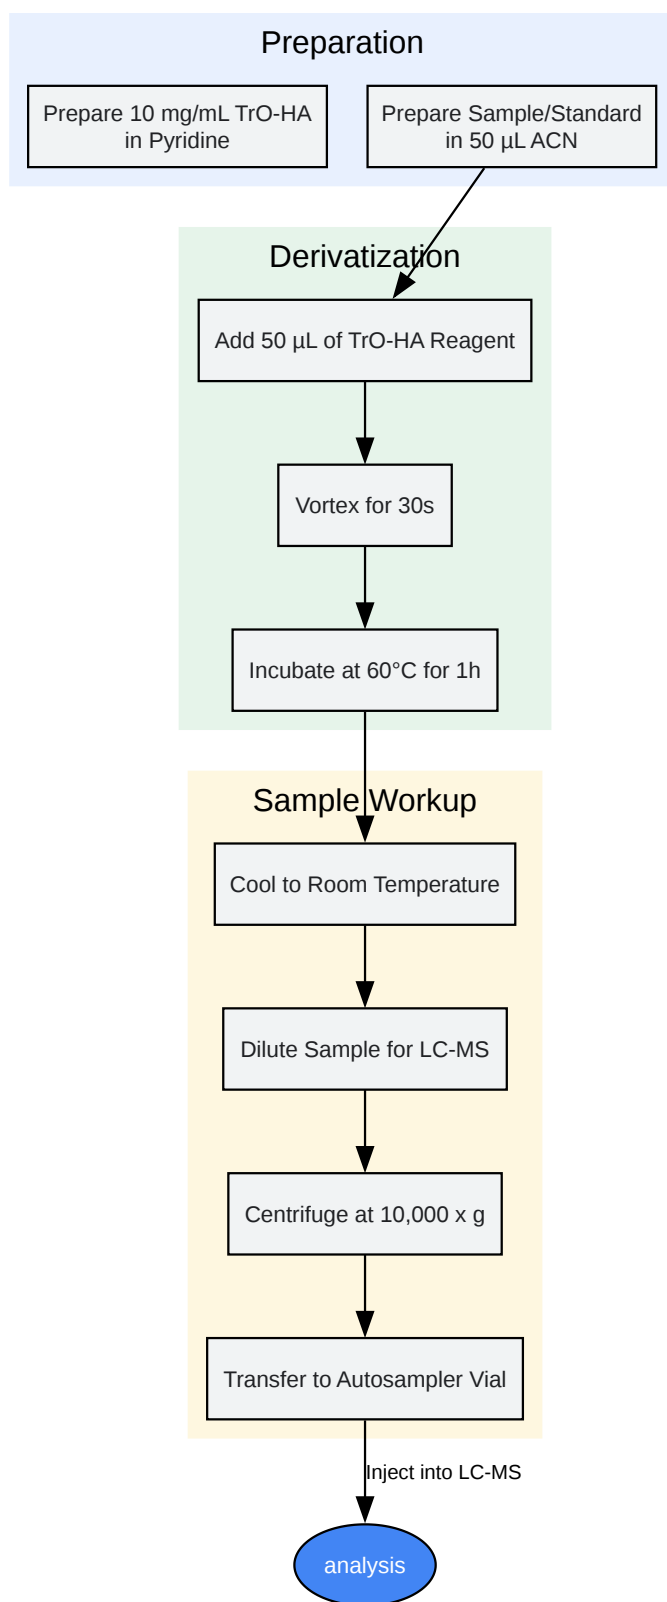 Preparation
Prepare 10 mg/mL TrO-HA
in Pyridine
Prepare Sample/Standard
in 50 µL ACN
Derivatization
Add 50 µL of TrO-HA Reagent
Vortex for 30s
Incubate at 60°C for 1h
Sample Workup
Cool to Room Temperature
Dilute Sample for LC-MS
Centrifuge at 10,000 x g
Transfer to Autosampler Vial
Inject into LC-MS
analysis